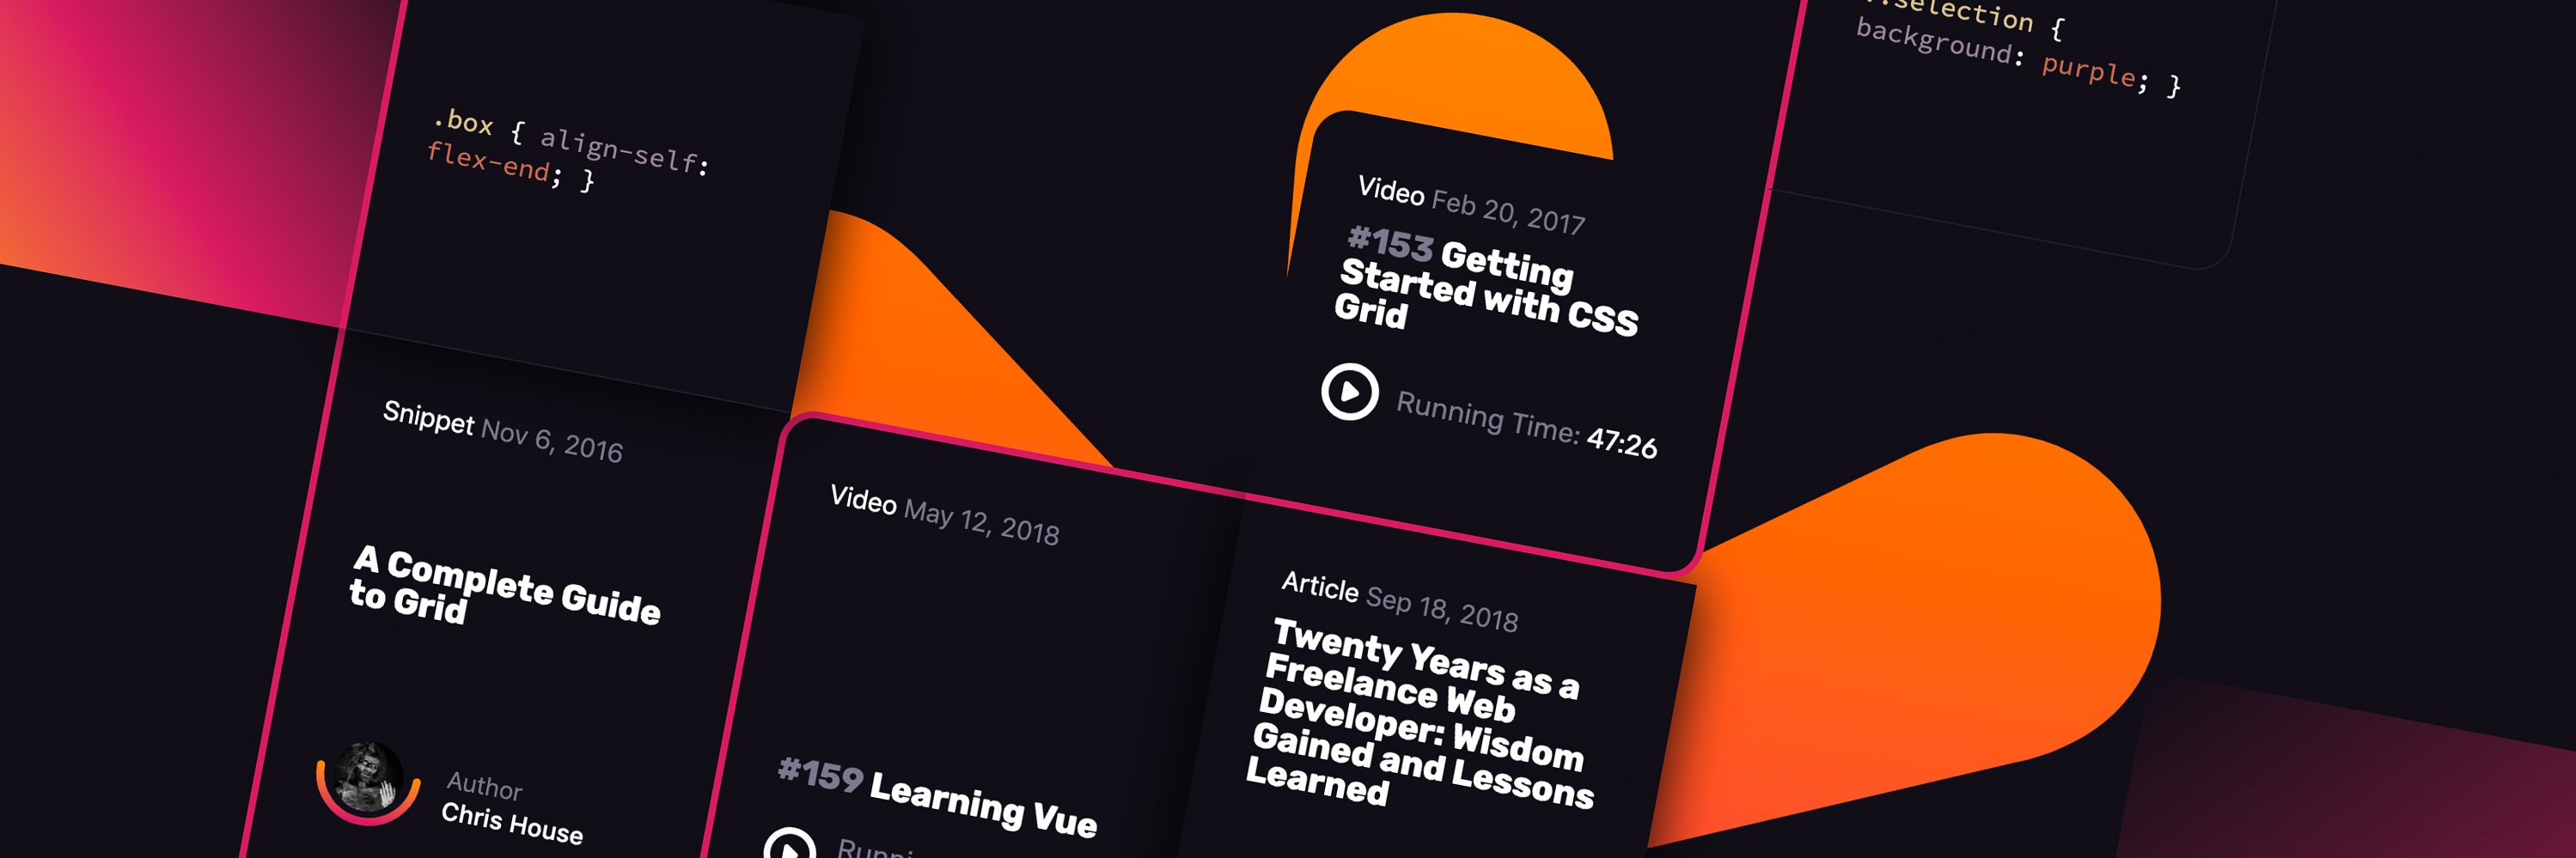 .box { align-self:
flex-end; }
Snippet Nov 6, 2016
A Complete Guide
to Grid
Author
Chris House
Video May 12, 2018
#159 Learning Vue
Video Feb 20, 2017
#153 Getting
Started with CSS
Grid
Running Time: 47:26
Article Sep 18, 2018
Twenty Years as a
Freelance Web
Developer: Wisdom
Gained and Lessons
Learned
:selection {
background: purple; }